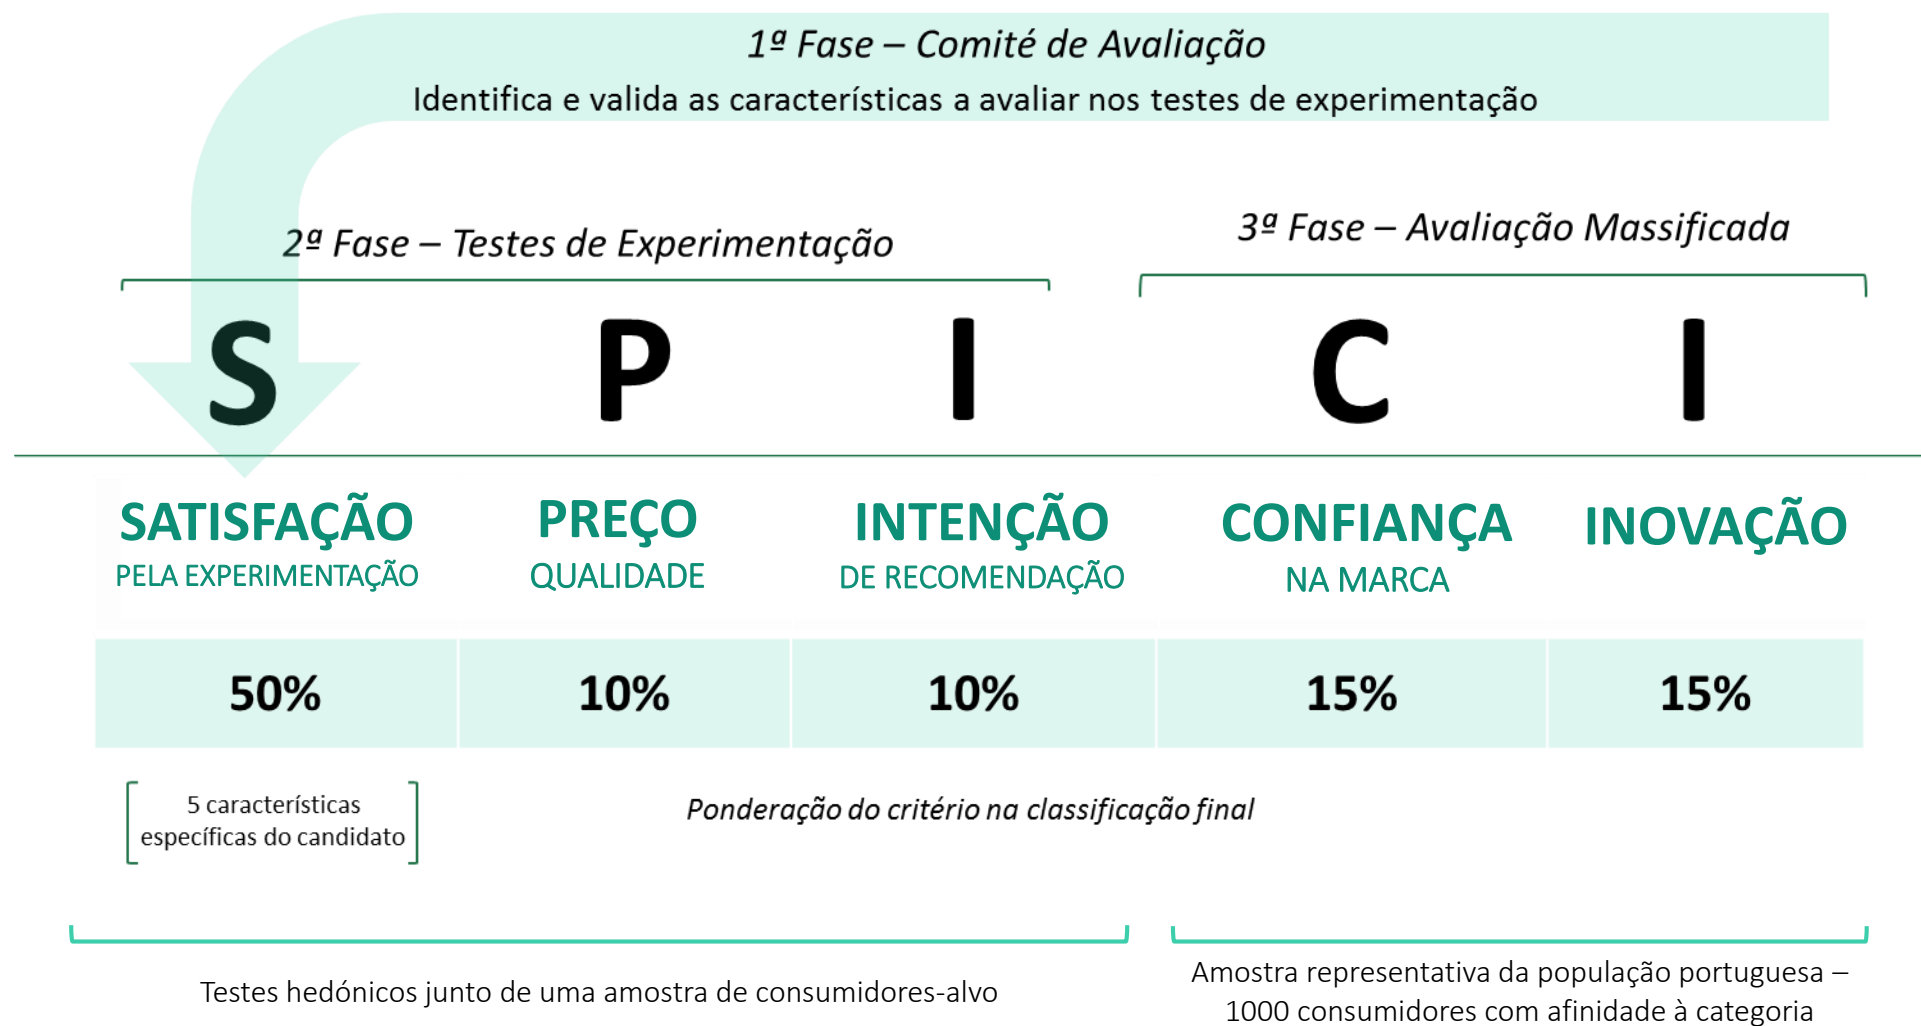 1ª Fase – Comité de Avaliação
Identifica e valida as características a avaliar nos testes de experimentação
2ª Fase – Testes de Experimentação
3ª Fase – Avaliação Massificada
S P I C I
SATISFAÇÃO
PELA EXPERIMENTAÇÃO
PREÇO
QUALIDADE
INTENÇÃO
DE RECOMENDAÇÃO
CONFIANÇA
NA MARCA
INOVAÇÃO
50% 10% 10% 15% 15%
5 características
específicas do candidato
Ponderação do critério na classificação final
Testes hedónicos junto de uma amostra de consumidores-alvo
Amostra representativa da população portuguesa –
1000 consumidores com afinidade à categoria